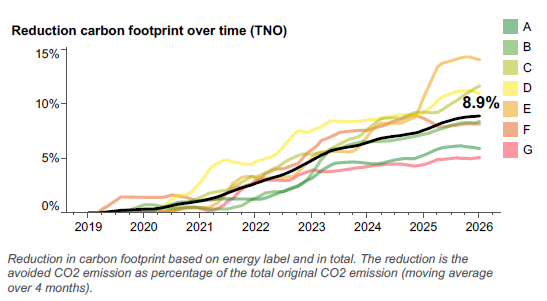 Reduction carbon footprint over time (TNO)
15%
10%
5%
0%
8.9%
2019 2020 2021 2022 2023 2024 2025 2026
A
B
C
D
E
F
G
Reduction in carbon footprint based on energy label and in total. The reduction is the
avoided CO2 emission as percentage of the total original CO2 emission (moving average
over 4 months).